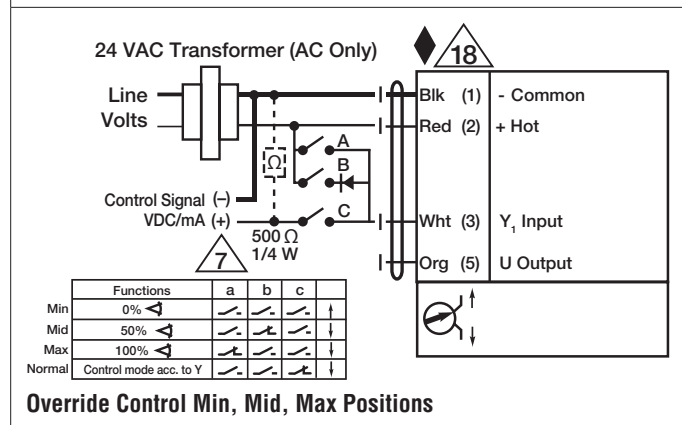 24 VAC Transformer (AC Only)
18
Line
Volts
Blk (1) - Common
Red (2) + Hot
A
Ω
B
Control Signal (–)
VDC/mA (+)
C
Wht (3) Y₁ Input
500 Ω
1/4 W
7
Org (5) U Output
Functions a b c
Min 0%
Mid 50%
Max 100%
Normal Control mode acc. to Y
Override Control Min, Mid, Max Positions